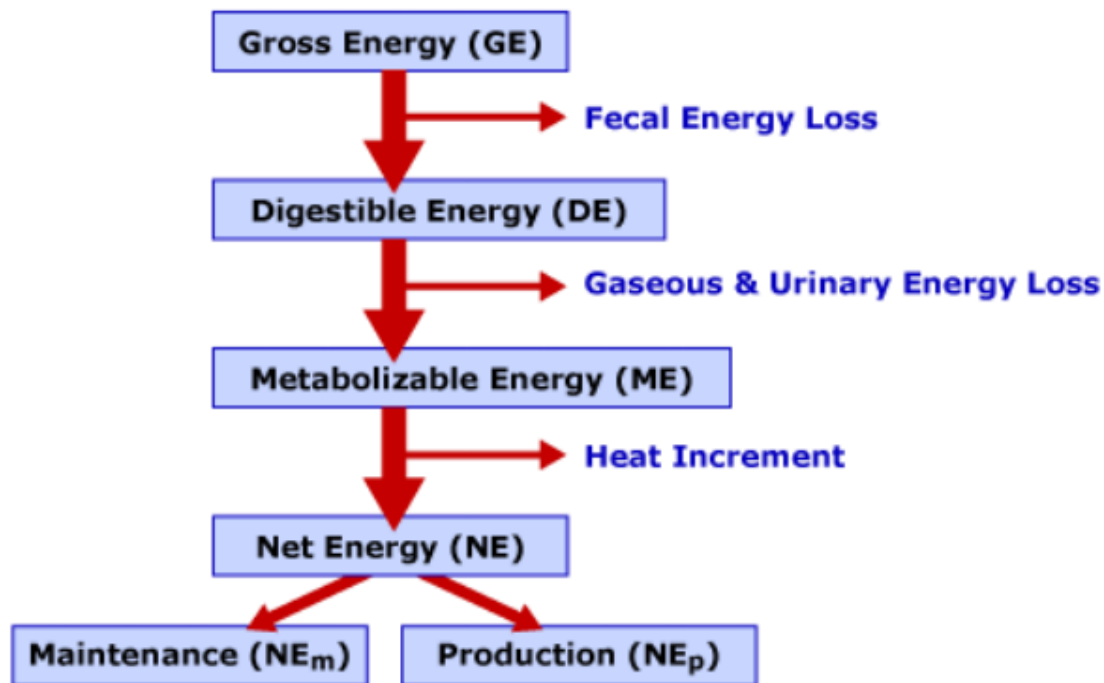 Gross Energy (GE)
Fecal Energy Loss
Digestible Energy (DE)
Gaseous & Urinary Energy Loss
Metabolizable Energy (ME)
Heat Increment
Net Energy (NE)
Maintenance (NEm)
Production (NEp)